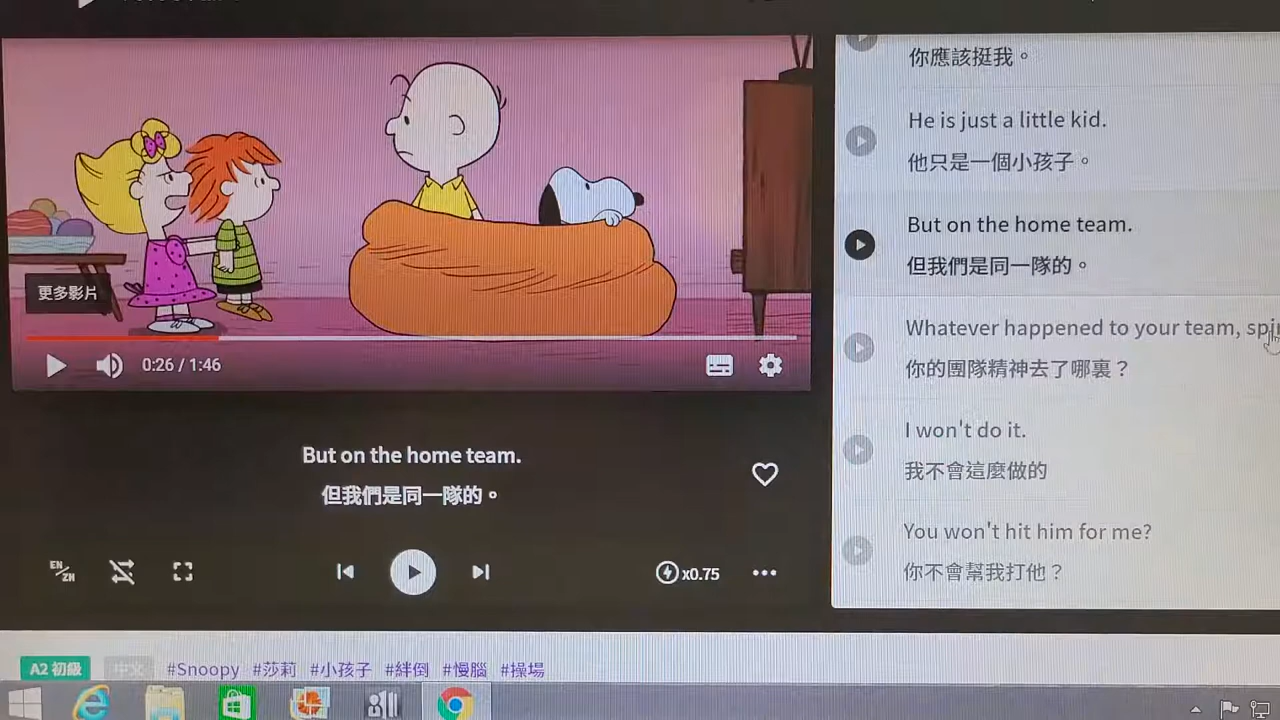 你應該挺我。
He is just a little kid.
他只是一個小孩子。
But on the home team.
但我們是同一隊的。
更多影片
Whatever happened to your team,
你的團隊精神去了哪裏？
0:26 / 1:46
I won't do it.
我不會這麼做的
But on the home team.
但我們是同一隊的。
You won't hit him for me?
你不會幫我打他？
EN
ZH
x0.75
A2 初級 中文 #Snoopy #莎莉 #小孩子 #絆倒 #慢腦 #操場